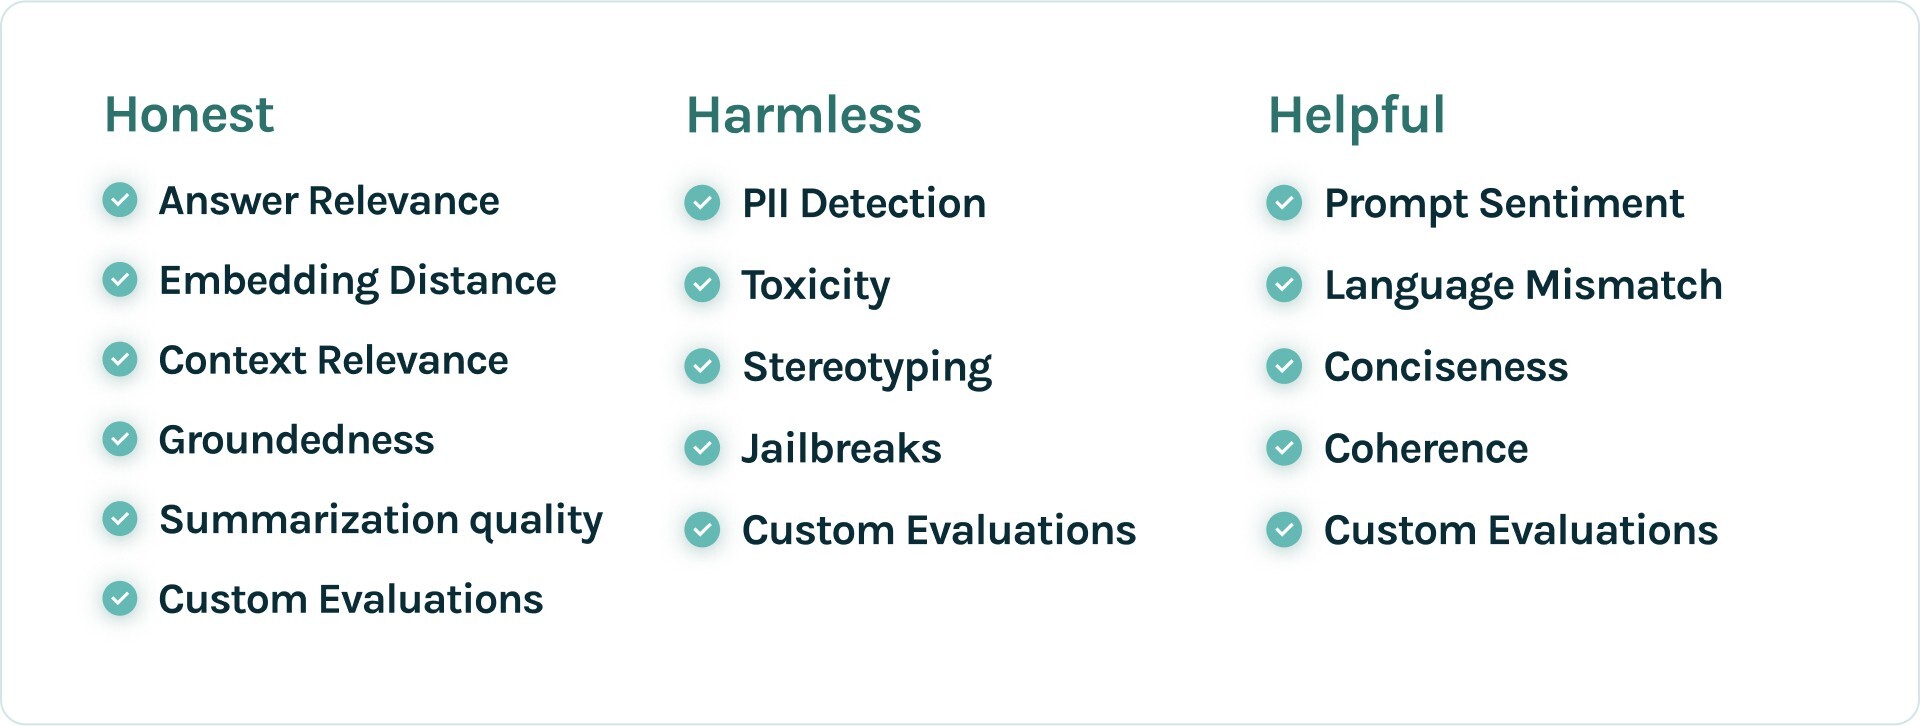 Honest
Answer Relevance
Embedding Distance
Context Relevance
Groundedness
Summarization quality
Custom Evaluations
Harmless
PII Detection
Toxicity
Stereotyping
Jailbreaks
Custom Evaluations
Helpful
Prompt Sentiment
Language Mismatch
Conciseness
Coherence
Custom Evaluations